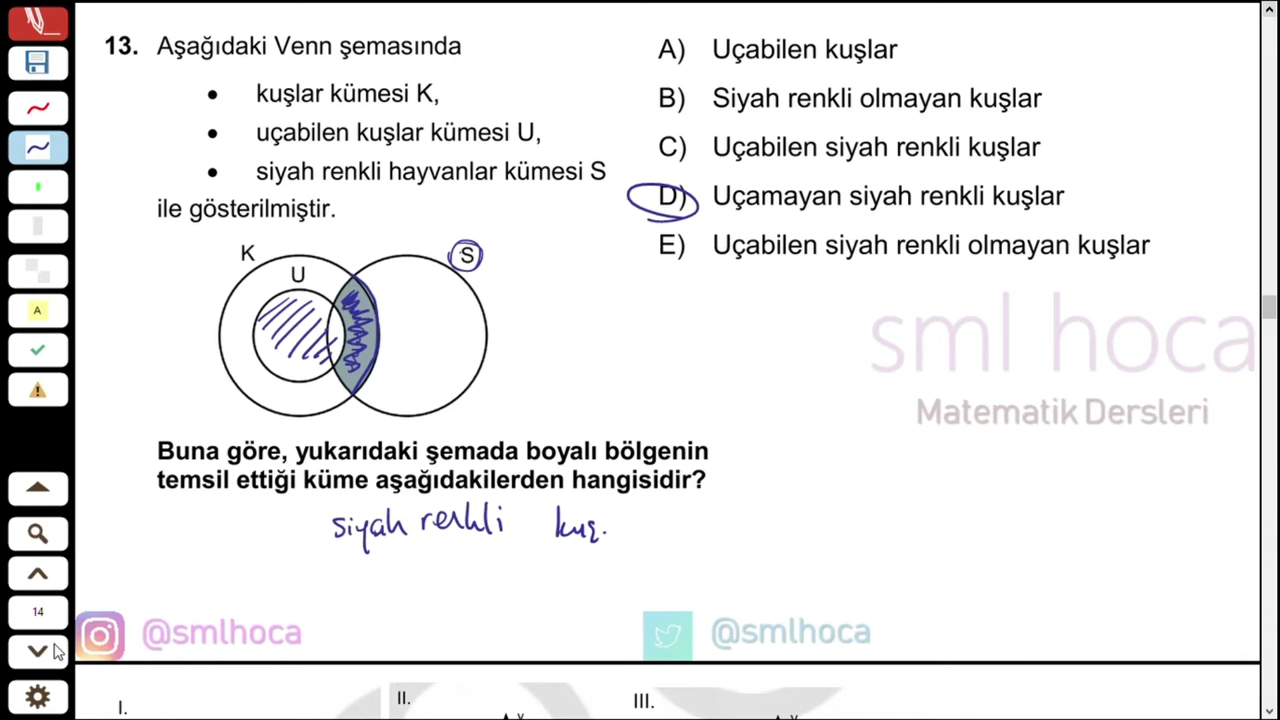 13. Aşağıdaki Venn şemasında
• kuşlar kümesi K,
• uçabilen kuşlar kümesi U,
• siyah renkli hayvanlar kümesi S
ile gösterilmiştir.
K
U
S
Buna göre, yukarıdaki şemada boyalı bölgenin
temsil ettiği küme aşağıdakilerden hangisidir?
siyah renkli kuş.
A) Uçabilen kuşlar
B) Siyah renkli olmayan kuşlar
C) Uçabilen siyah renkli kuşlar
D) Uçamayan siyah renkli kuşlar
E) Uçabilen siyah renkli olmayan kuşlar
sml hoca
Matematik Dersleri
@smlhoca
@smlhoca
I.
II.
III.
y
y
A
14